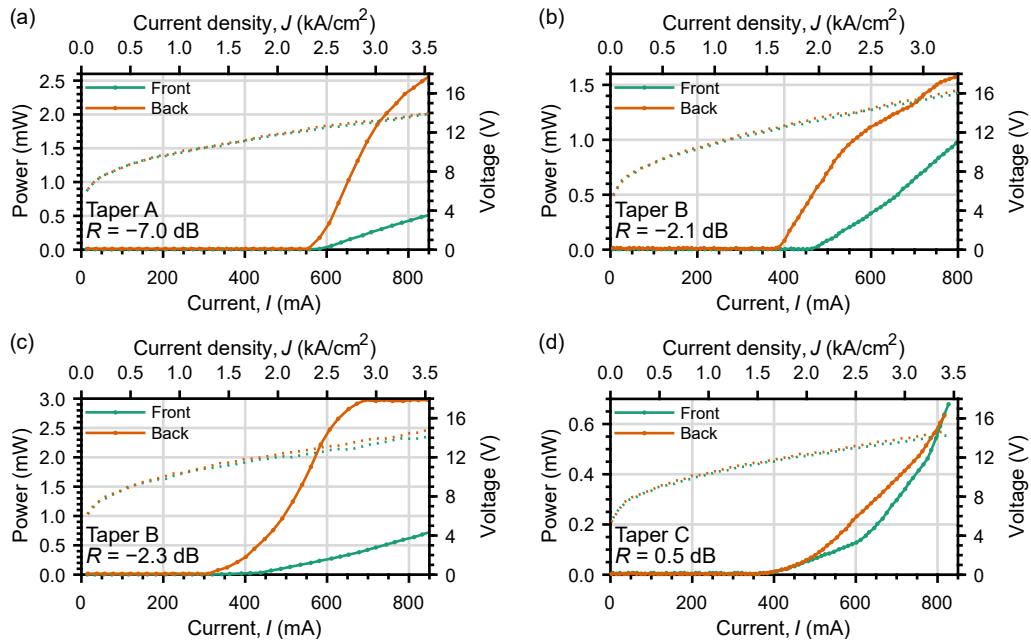 (a)
Current density, J (kA/cm²)
0.0 0.5 1.0 1.5 2.0 2.5 3.0 3.5
Power (mW)
2.5
2.0
1.5
1.0
0.5
0.0
Front
Back
Taper A
R = −7.0 dB
16
12
8
4
0
Voltage (V)
0 200 400 600 800
Current, I (mA)
(b)
Current density, J (kA/cm²)
0.0 0.5 1.0 1.5 2.0 2.5 3.0
Power (mW)
1.5
1.0
0.5
0.0
Front
Back
Taper B
R = −2.1 dB
16
12
8
4
0
Voltage (V)
0 200 400 600 800
Current, I (mA)
(c)
Current density, J (kA/cm²)
0.0 0.5 1.0 1.5 2.0 2.5 3.0 3.5
Power (mW)
3.0
2.5
2.0
1.5
1.0
0.5
0.0
Front
Back
Taper B
R = −2.3 dB
16
12
8
4
0
Voltage (V)
0 200 400 600 800
Current, I (mA)
(d)
Current density, J (kA/cm²)
0.0 0.5 1.0 1.5 2.0 2.5 3.0 3.5
Power (mW)
0.6
0.4
0.2
0.0
Front
Back
Taper C
R = 0.5 dB
16
12
8
4
0
Voltage (V)
0 200 400 600 800
Current, I (mA)